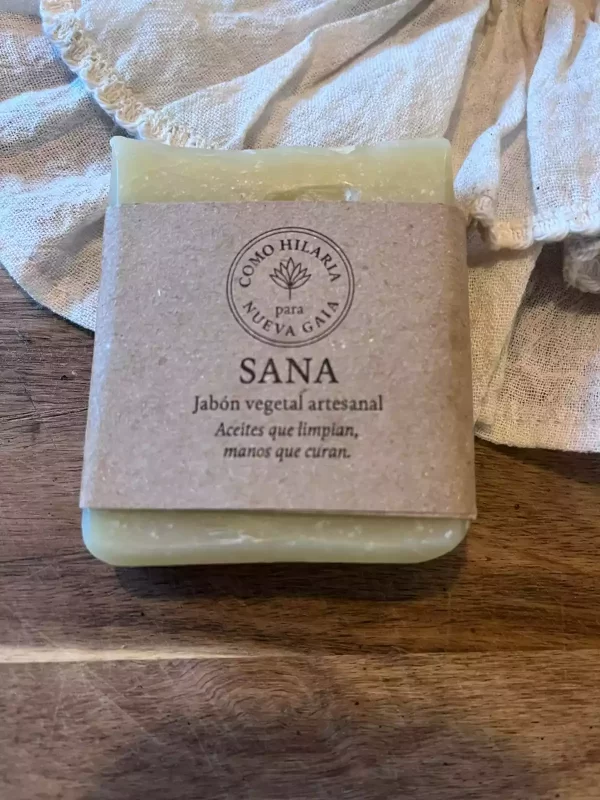 COMO HILARIA
para
NUEVA GAIA
SANA
Jabón vegetal artesanal
Aceites que limpian,
manos que curan.